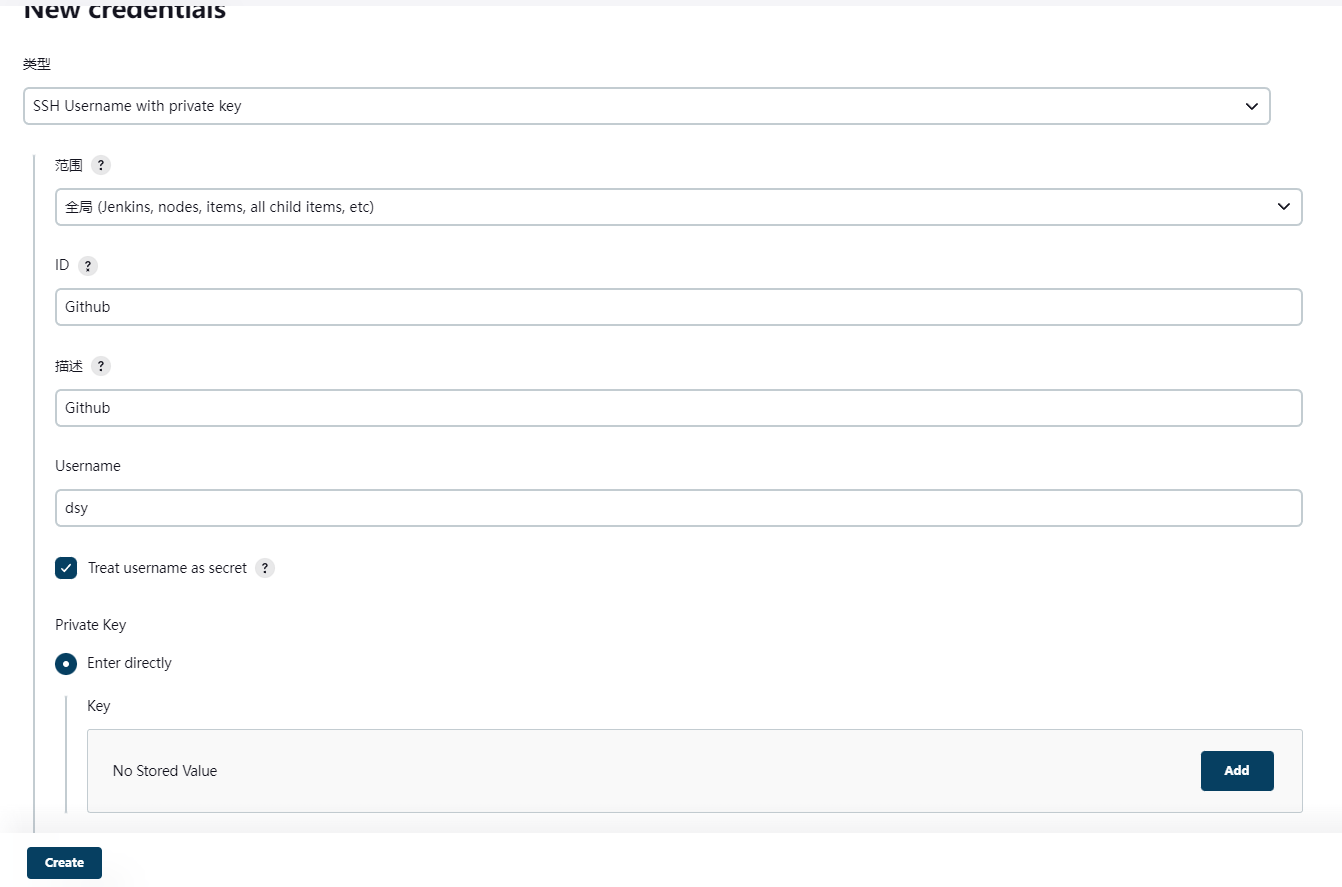 New credentials
类型
SSH Username with private key
范围 ?
全局 (Jenkins, nodes, items, all child items, etc)
ID ?
Github
描述 ?
Github
Username
dsy
Treat username as secret ?
Private Key
Enter directly
Key
No Stored Value
Add
Create